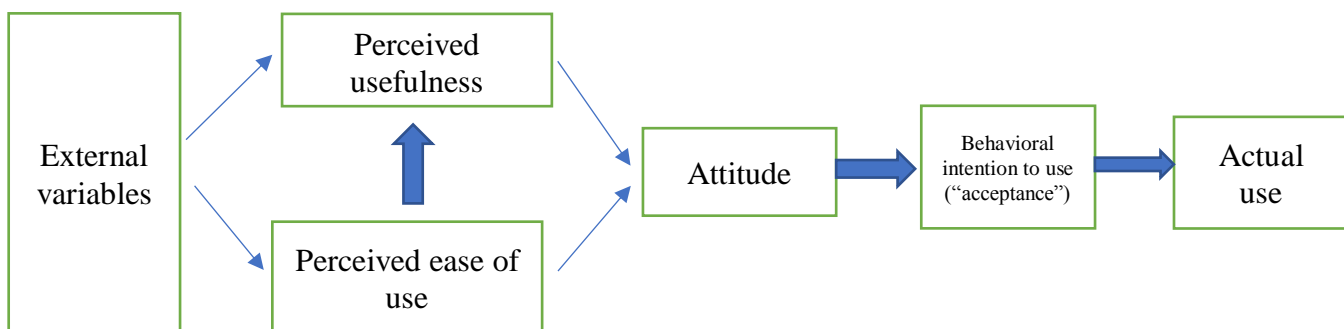 External
variables
Perceived
usefulness
Perceived ease of
use
Attitude
Behavioral
intention to use
(“acceptance”)
Actual
use